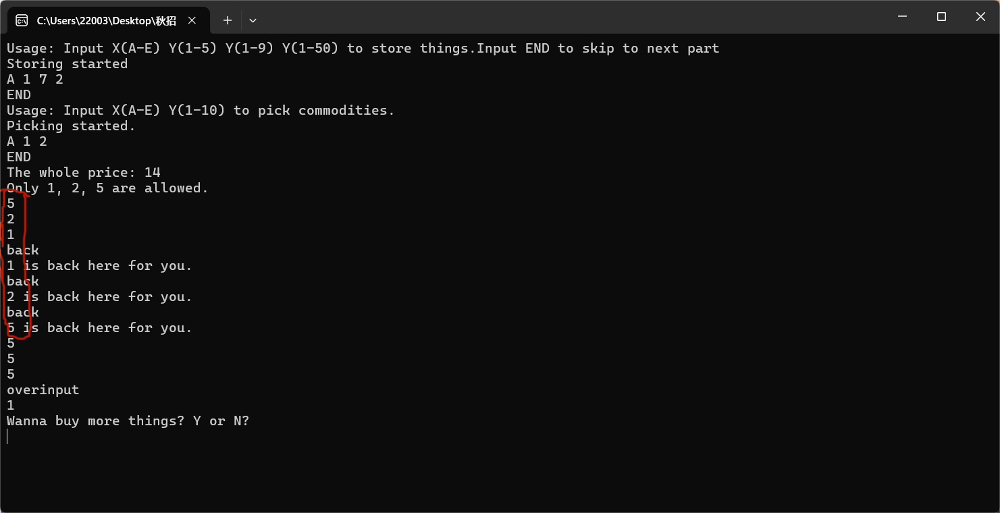 C:\Users\22003\Desktop\秋招
Usage: Input X(A-E) Y(1-5) Y(1-9) Y(1-50) to store things.Input END to skip to next part
Storing started
A 1 7 2
END
Usage: Input X(A-E) Y(1-10) to pick commodities.
Picking started.
A 1 2
END
The whole price: 14
Only 1, 2, 5 are allowed.
5
2
1
back
1 is back here for you.
back
2 is back here for you.
back
5 is back here for you.
5
5
5
overinput
1
Wanna buy more things? Y or N?